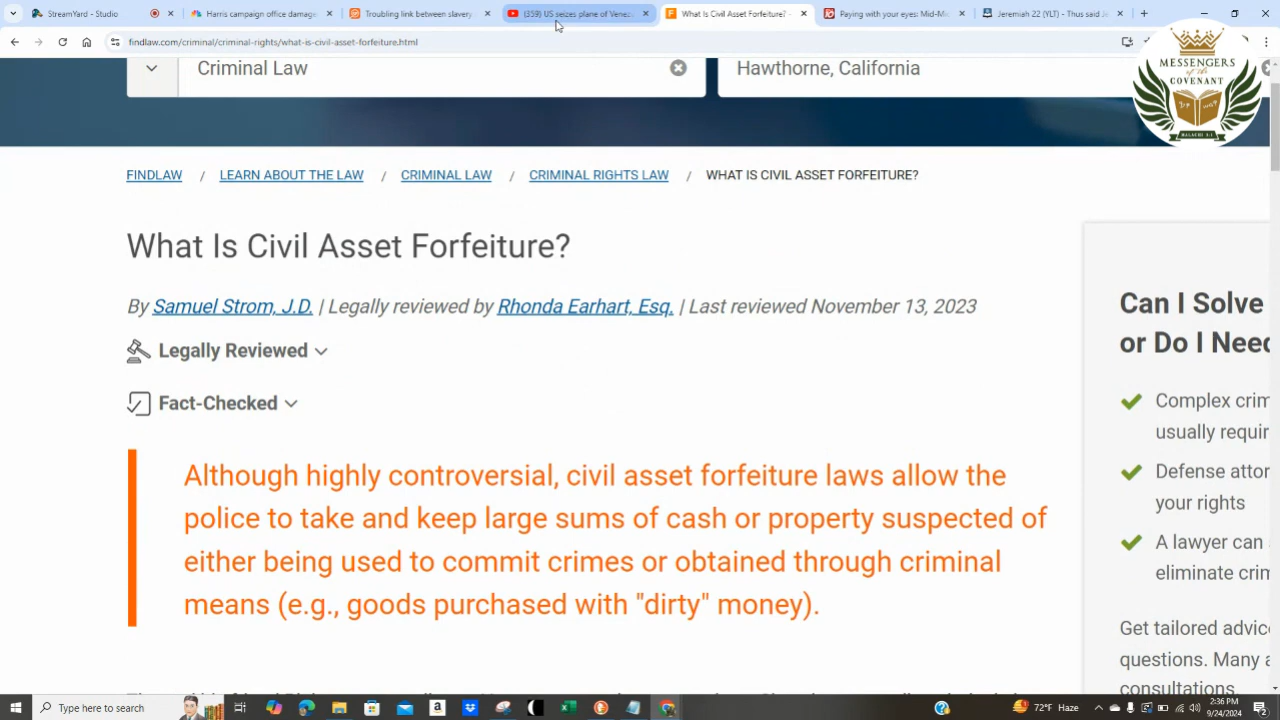 StreamYard - Studio
Harris campaign office damage
Troubling link between slavery
(359) US seizes plane of Venez
What Is Civil Asset Forfeiture? -
Paying with your eyes: Mid-Mic
Jeremiah 22 (YLT) - Thus said Je
findlaw.com/criminal/criminal-rights/what-is-civil-asset-forfeiture.html
Criminal Law
Hawthorne, California
MESSENGERS
of the
COVENANT
MALACHI 3:1
FINDLAW / LEARN ABOUT THE LAW / CRIMINAL LAW / CRIMINAL RIGHTS LAW / WHAT IS CIVIL ASSET FORFEITURE?
What Is Civil Asset Forfeiture?
By Samuel Strom, J.D. | Legally reviewed by Rhonda Earhart, Esq. | Last reviewed November 13, 2023
Legally Reviewed
Fact-Checked
Although highly controversial, civil asset forfeiture laws allow the
police to take and keep large sums of cash or property suspected of
either being used to commit crimes or obtained through criminal
means (e.g., goods purchased with "dirty" money).
Can I Solve
or Do I Need
Complex crim
usually requir
Defense attor
your rights
A lawyer can
eliminate crim
Get tailored advic
questions. Many a
consultations
Type here to search
72°F Haze
2:36 PM
9/24/2024